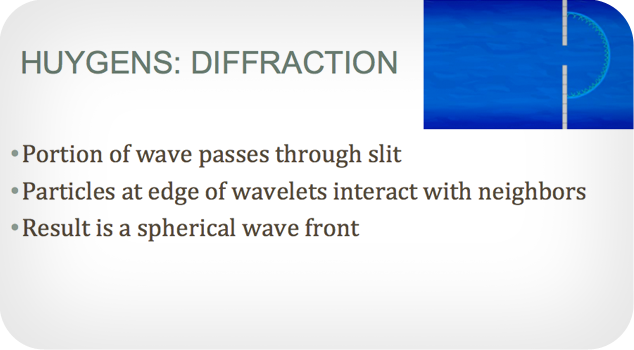 HUYGENS: DIFFRACTION
•Portion of wave passes through slit
•Particles at edge of wavelets interact with neighbors
•Result is a spherical wave front